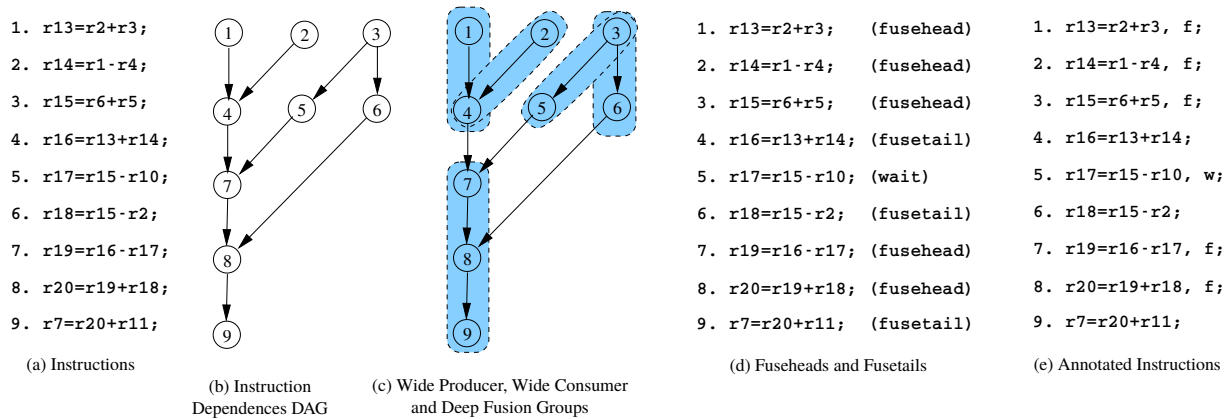 1. r13=r2+r3;
2. r14=r1-r4;
3. r15=r6+r5;
4. r16=r13+r14;
5. r17=r15-r10;
6. r18=r15-r2;
7. r19=r16-r17;
8. r20=r19+r18;
9. r7=r20+r11;
(a) Instructions
1
2
3
4
5
6
7
8
9
(b) Instruction
Dependences DAG
1
2
3
4
5
6
7
8
9
(c) Wide Producer, Wide Consumer
and Deep Fusion Groups
1. r13=r2+r3; (fusehead)
2. r14=r1-r4; (fusehead)
3. r15=r6+r5; (fusehead)
4. r16=r13+r14; (fusetail)
5. r17=r15-r10; (wait)
6. r18=r15-r2; (fusetail)
7. r19=r16-r17; (fusehead)
8. r20=r19+r18; (fusehead)
9. r7=r20+r11; (fusetail)
(d) Fuseheads and Fusetails
1. r13=r2+r3, f;
2. r14=r1-r4, f;
3. r15=r6+r5, f;
4. r16=r13+r14;
5. r17=r15-r10, w;
6. r18=r15-r2;
7. r19=r16-r17, f;
8. r20=r19+r18, f;
9. r7=r20+r11;
(e) Annotated Instructions